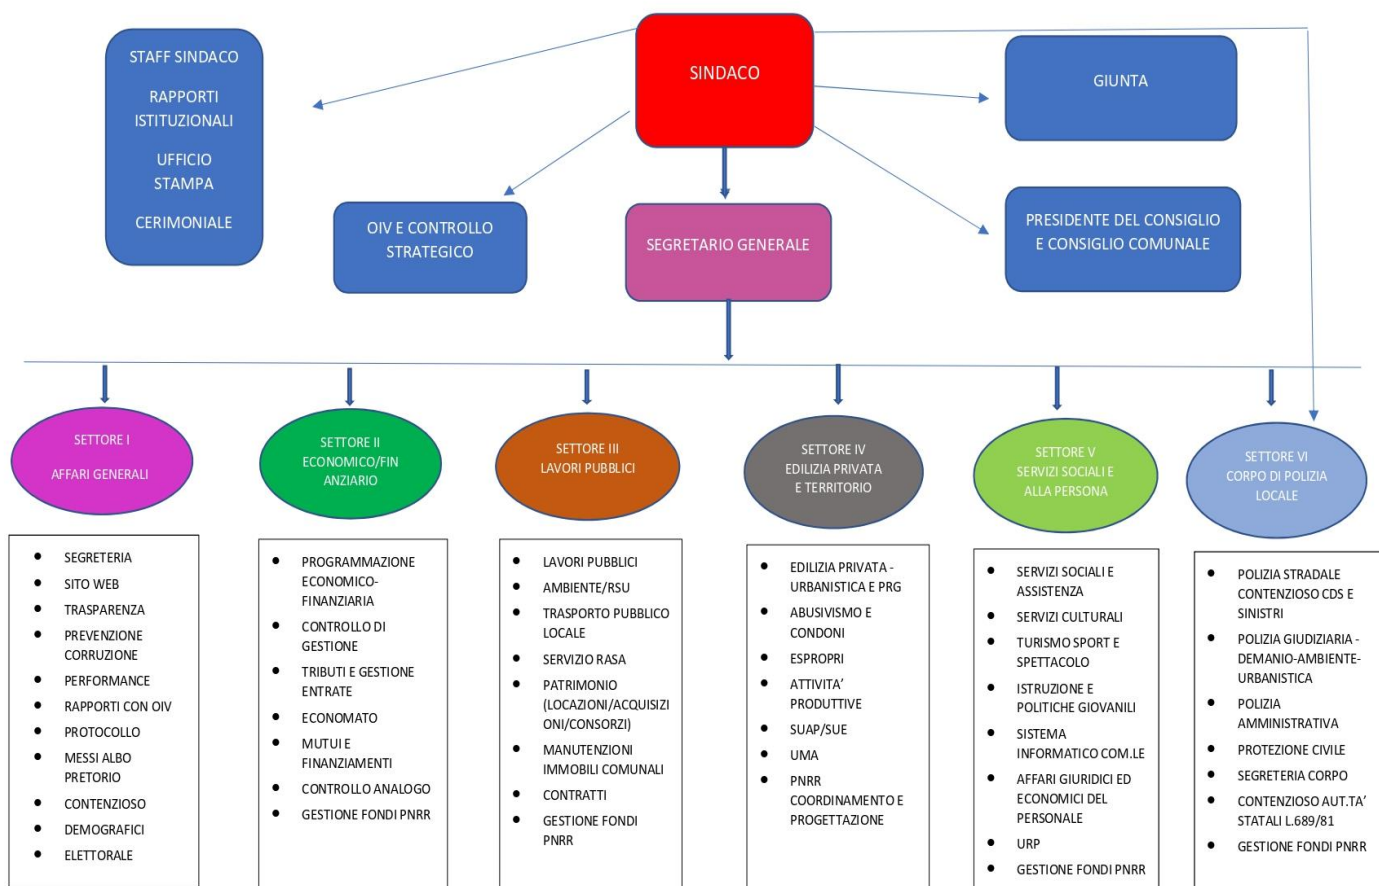 STAFF SINDACO
RAPPORTI
ISTITUZIONALI
UFFICIO
STAMPA
CERIMONIALE
SINDACO
GIUNTA
OIV E CONTROLLO
STRATEGICO
SEGRETARIO GENERALE
PRESIDENTE DEL CONSIGLIO
E CONSIGLIO COMUNALE
SETTORE I
AFFARI GENERALI
SETTORE II
ECONOMICO/FIN
ANZIARIO
SETTORE III
LAVORI PUBBLICI
SETTORE IV
EDILIZIA PRIVATA
E TERRITORIO
SETTORE V
SERVIZI SOCIALI E
ALLA PERSONA
SETTORE VI
CORPO DI POLIZIA
LOCALE
● SEGRETERIA
● SITO WEB
● TRASPARENZA
● PREVENZIONE
CORRUZIONE
● PERFORMANCE
● RAPPORTI CON OIV
● PROTOCOLLO
● MESSI ALBO
PRETORIO
● CONTENZIOSO
● DEMOGRAFICI
● ELETTORALE
● PROGRAMMAZIONE
ECONOMICO-
FINANZIARIA
● CONTROLLO DI
GESTIONE
● TRIBUTI E GESTIONE
ENTRATE
● ECONOMATO
● MUTUI E
FINANZIAMENTI
● CONTROLLO ANALOGO
● GESTIONE FONDI PNRR
● LAVORI PUBBLICI
● AMBIENTE/RSU
● TRASPORTO PUBBLICO
LOCALE
● SERVIZIO RASA
● PATRIMONIO
(LOCAZIONI/ACQUISIZI
ONI/CONSORZI)
● MANUTENZIONI
IMMOBILI COMUNALI
● CONTRATTI
● GESTIONE FONDI
PNRR
● EDILIZIA PRIVATA -
URBANISTICA E PRG
● ABUSIVISMO E
CONDONI
● ESPROPRI
● ATTIVITA’
PRODUTTIVE
● SUAP/SUE
● UMA
● PNRR
COORDINAMENTO E
PROGETTAZIONE
● SERVIZI SOCIALI E
ASSISTENZA
● SERVIZI CULTURALI
● TURISMO SPORT E
SPETTACOLO
● ISTRUZIONE E
POLITICHE GIOVANILI
● SISTEMA
INFORMATICO COM.LE
● AFFARI GIURIDICI ED
ECONOMICI DEL
PERSONALE
● URP
● GESTIONE FONDI PNRR
● POLIZIA STRADALE
CONTENZIOSO CDS E
SINISTRI
● POLIZIA GIUDIZIARIA -
DEMANIO-AMBIENTE-
URBANISTICA
● POLIZIA
AMMINISTRATIVA
● PROTEZIONE CIVILE
● SEGRETERIA CORPO
● CONTENZIOSO AUT.TA’
STATALI L.689/81
● GESTIONE FONDI PNRR